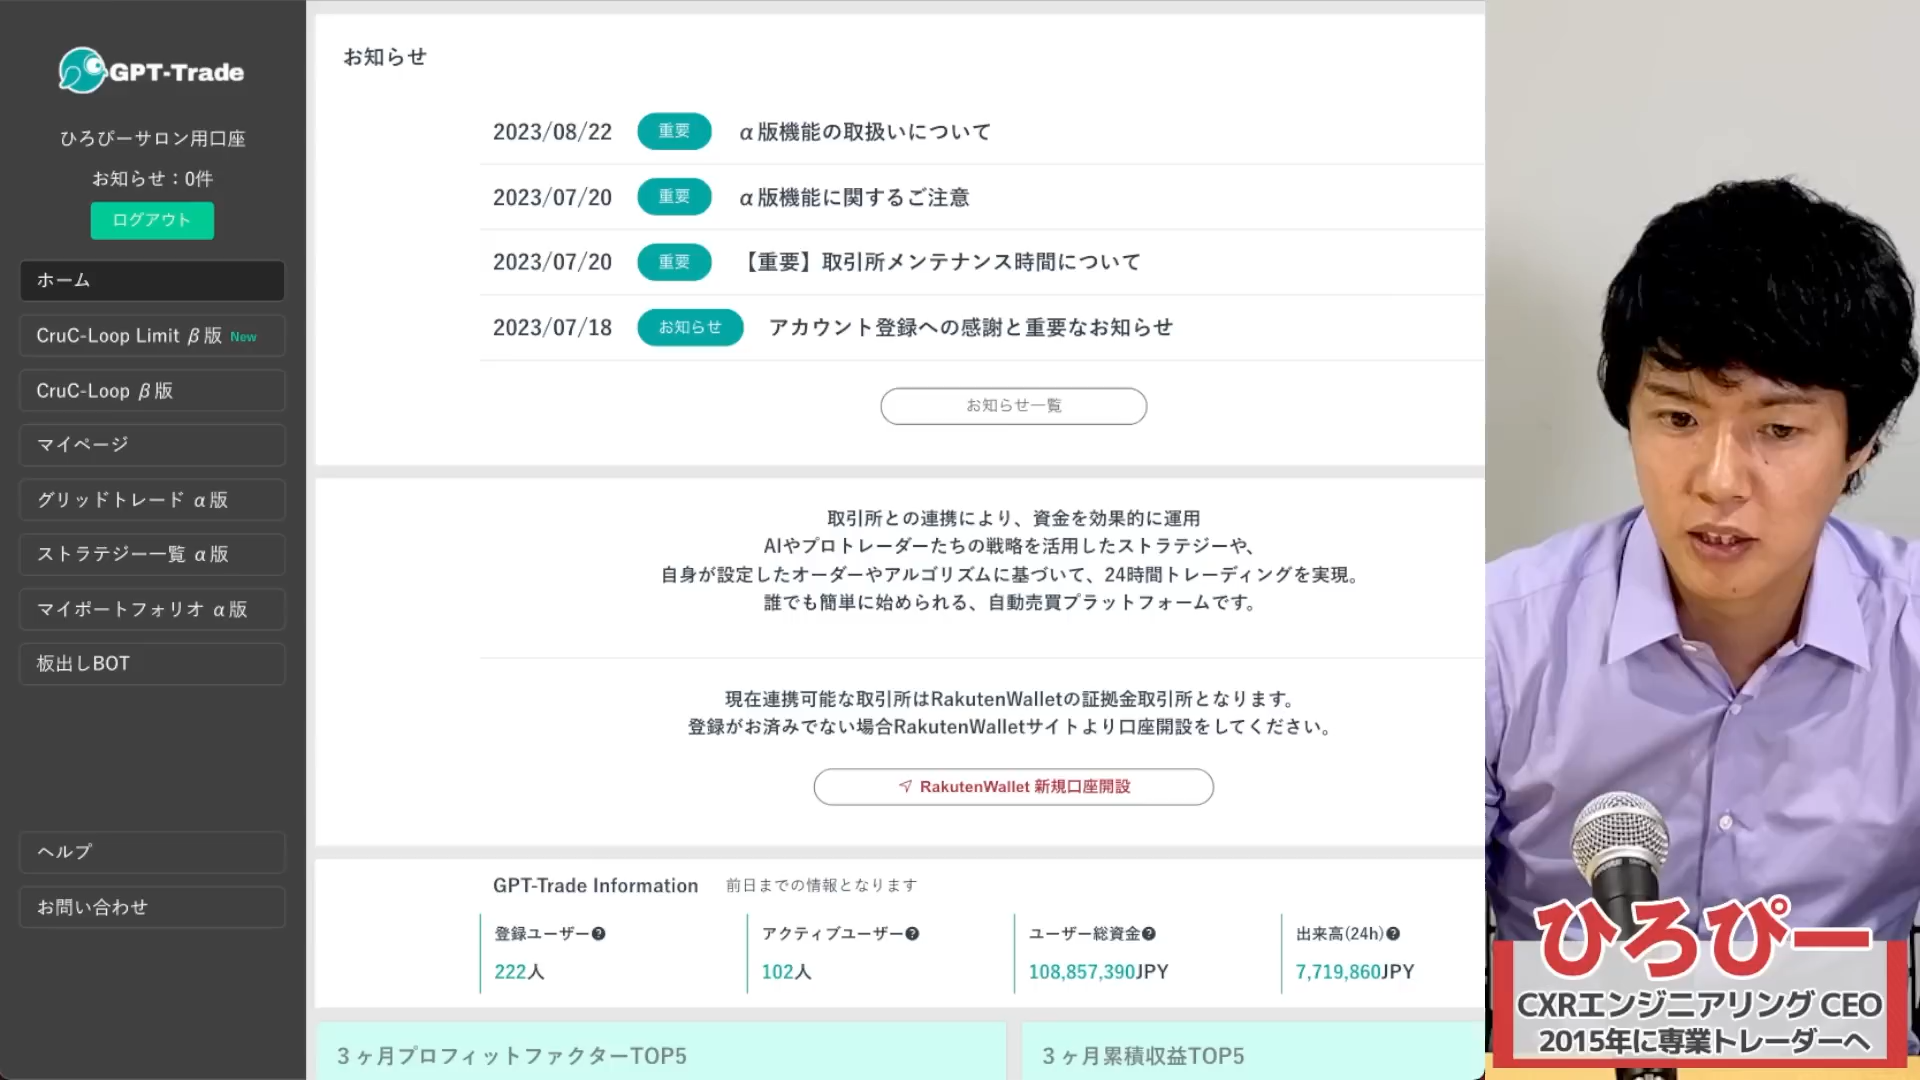 GPT-Trade
ひろぴーサロン用口座
お知らせ：0件
ログアウト
ホーム
CruC-Loop Limit β版 New
CruC-Loop β版
マイページ
グリッドトレード α版
ストラテジー一覧 α版
マイポートフォリオ α版
板出しBOT
ヘルプ
お問い合わせ
お知らせ
2023/08/22 重要 α版機能の取扱いについて
2023/07/20 重要 α版機能に関するご注意
2023/07/20 重要 【重要】取引所メンテナンス時間について
2023/07/18 お知らせ アカウント登録への感謝と重要なお知らせ
お知らせ一覧
取引所との連携により、資金を効果的に運用
AIやプロトレーダーたちの戦略を活用したストラテジーや、
自身が設定したオーダーやアルゴリズムに基づいて、24時間トレーディングを実現。
誰でも簡単に始められる、自動売買プラットフォームです。
現在連携可能な取引所はRakutenWalletの証拠金取引所となります。
登録がお済みでない場合RakutenWalletサイトより口座開設をしてください。
RakutenWallet 新規口座開設
GPT-Trade Information 前日までの情報となります
登録ユーザー?
222人
アクティブユーザー?
102人
ユーザー総資金?
108,857,390JPY
出来高(24h)?
7,719,860JPY
3ヶ月プロフィットファクターTOP5
3ヶ月累積収益TOP5
ひろぴー
CXRエンジニアリング CEO
2015年に専業トレーダーへ